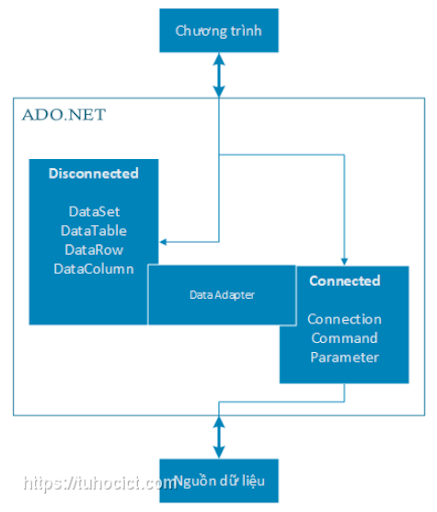 Chương trình
ADO.NET
Disconnected
DataSet
DataTable
DataRow
DataColumn
Data Adapter
Connected
Connection
Command
Parameter
Nguồn dữ liệu
https://tuhocict.com